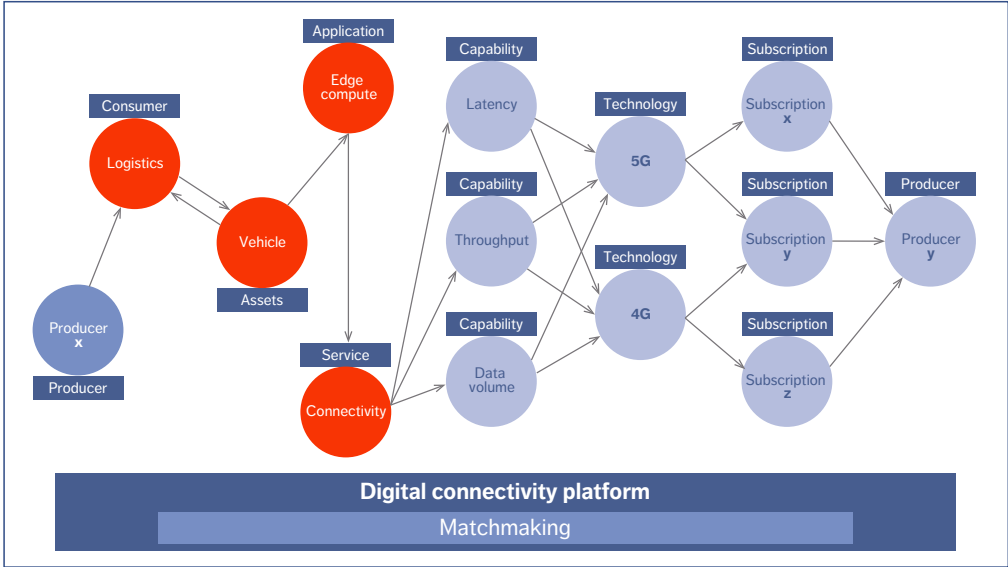 Application
Edge
compute
Consumer
Logistics
Vehicle
Assets
Producer
x
Producer
Service
Connectivity
Capability
Latency
Capability
Throughput
Capability
Data
volume
Technology
5G
Technology
4G
Subscription
Subscription
x
Subscription
Subscription
y
Subscription
Subscription
z
Producer
Producer
y
Digital connectivity platform
Matchmaking